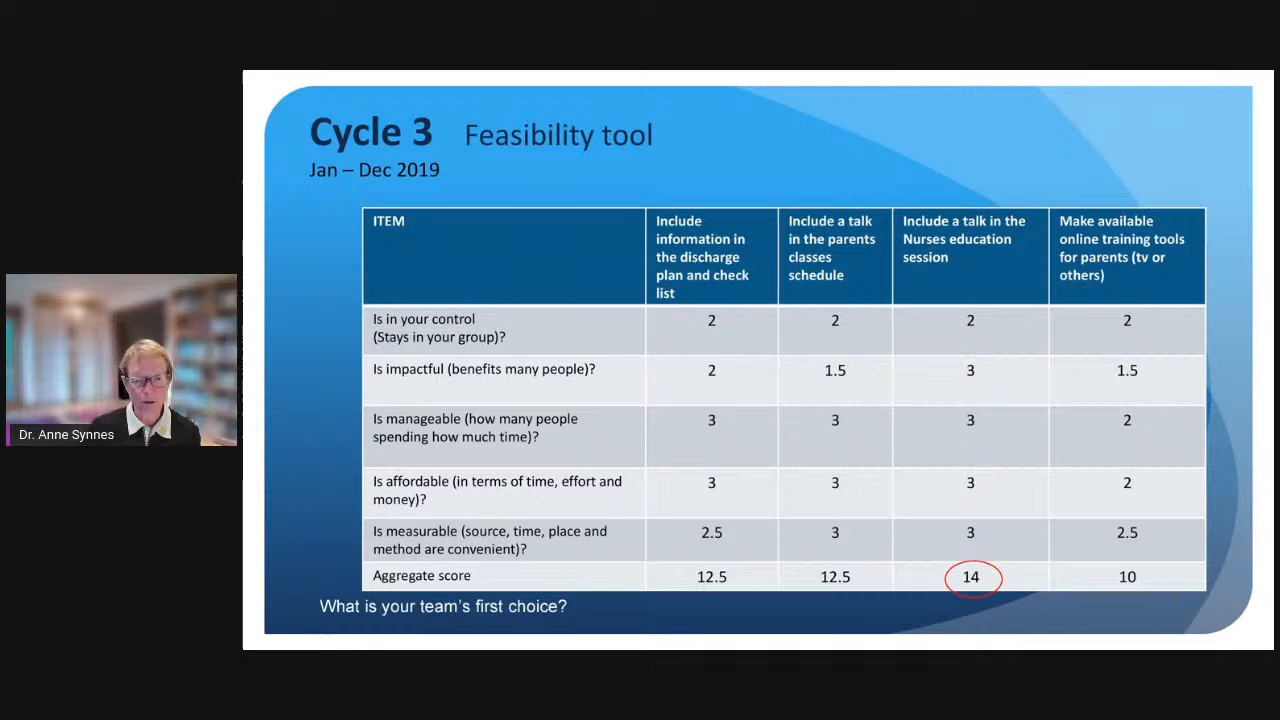 Cycle 3 Feasibility tool
Jan – Dec 2019
ITEM
Include
information in
the discharge
plan and check
list
Include a talk
in the parents
classes
schedule
Include a talk in the
Nurses education
session
Make available
online training tools
for parents (tv or
others)
Is in your control
(Stays in your group)?
2 2 2 2
Is impactful (benefits many people)?
2 1.5 3 1.5
Is manageable (how many people
spending how much time)?
3 3 3 2
Is affordable (in terms of time, effort and
money)?
3 3 3 2
Is measurable (source, time, place and
method are convenient)?
2.5 3 3 2.5
Aggregate score 12.5 12.5 14 10
What is your team's first choice?
Dr. Anne Synnes